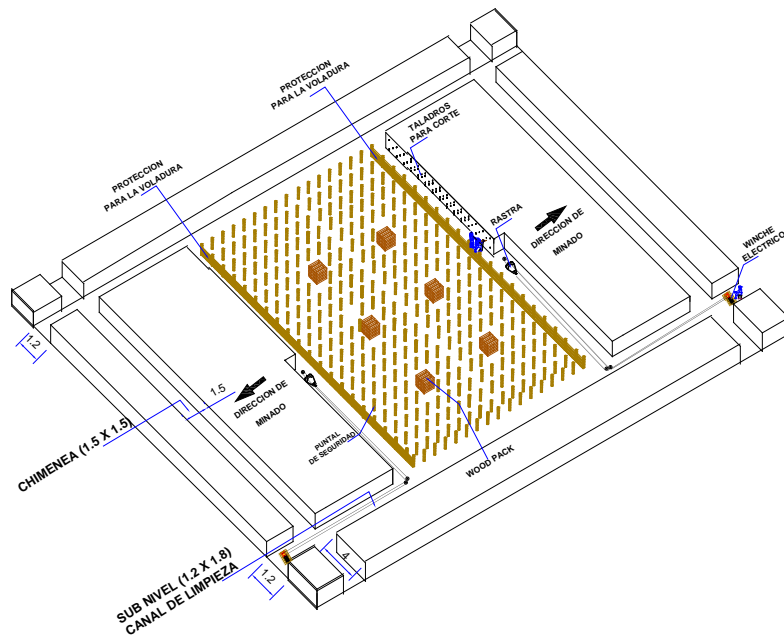 PROTECCION
PARA LA VOLADURA
PROTECCION
PARA LA VOLADURA
TALADROS
PARA CORTE
RASTRA
DIRECCION DE
MINADO
WINCHE
ELECTRICO
1.2
1.5
DIRECCION DE
MINADO
CHIMENEA (1.5 X 1.5)
PUNTAL
DE SEGURIDAD
WOOD PACK
SUB NIVEL (1.2 X 1.8)
CANAL DE LIMPIEZA
1.2
4